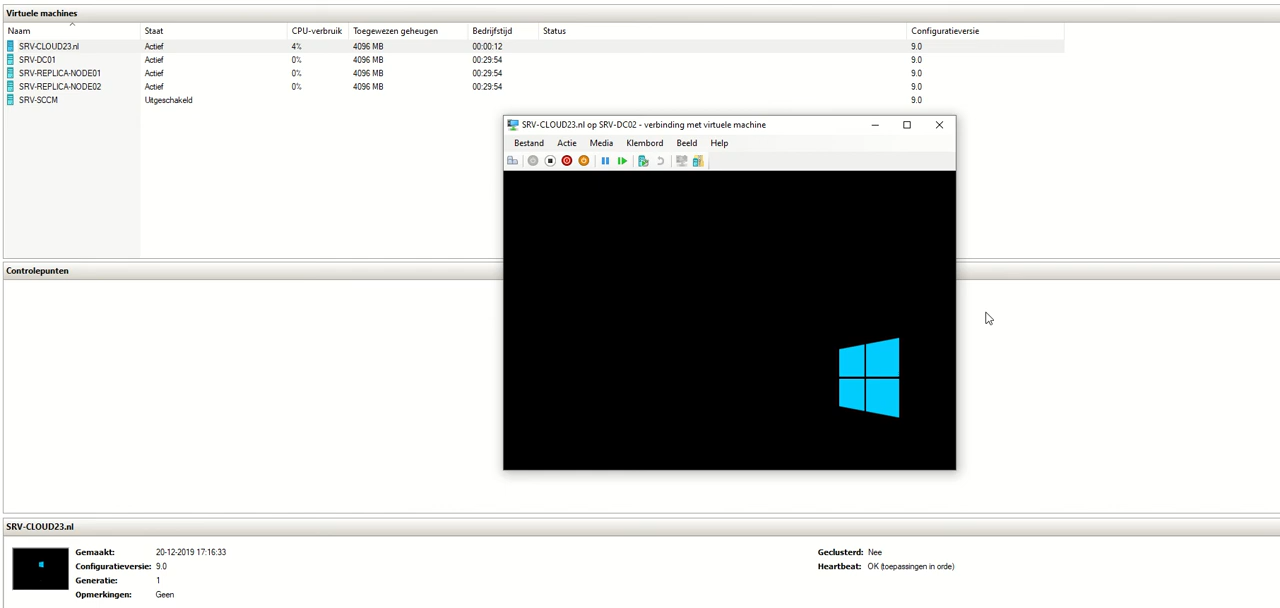 Virtuele machines
Naam Staat CPU-verbruik Toegewezen geheugen Bedrijfstijd Status Configuratieversie
SRV-CLOUD23.nl Actief 4% 4096 MB 00:00:12 9.0
SRV-DC01 Actief 0% 4096 MB 00:29:54 9.0
SRV-REPLICA-NODE01 Actief 0% 4096 MB 00:29:54 9.0
SRV-REPLICA-NODE02 Actief 0% 4096 MB 00:29:54 9.0
SRV-SCCM Uitgeschakeld 9.0
SRV-CLOUD23.nl op SRV-DC02 - verbinding met virtuele machine
Bestand Actie Media Klembord Beeld Help
Controlepunten
SRV-CLOUD23.nl
Gemaakt: 20-12-2019 17:16:33 Geclusterd: Nee
Configuratieversie: 9.0 Heartbeat: OK (toepassingen in orde)
Generatie: 1
Opmerkingen: Geen